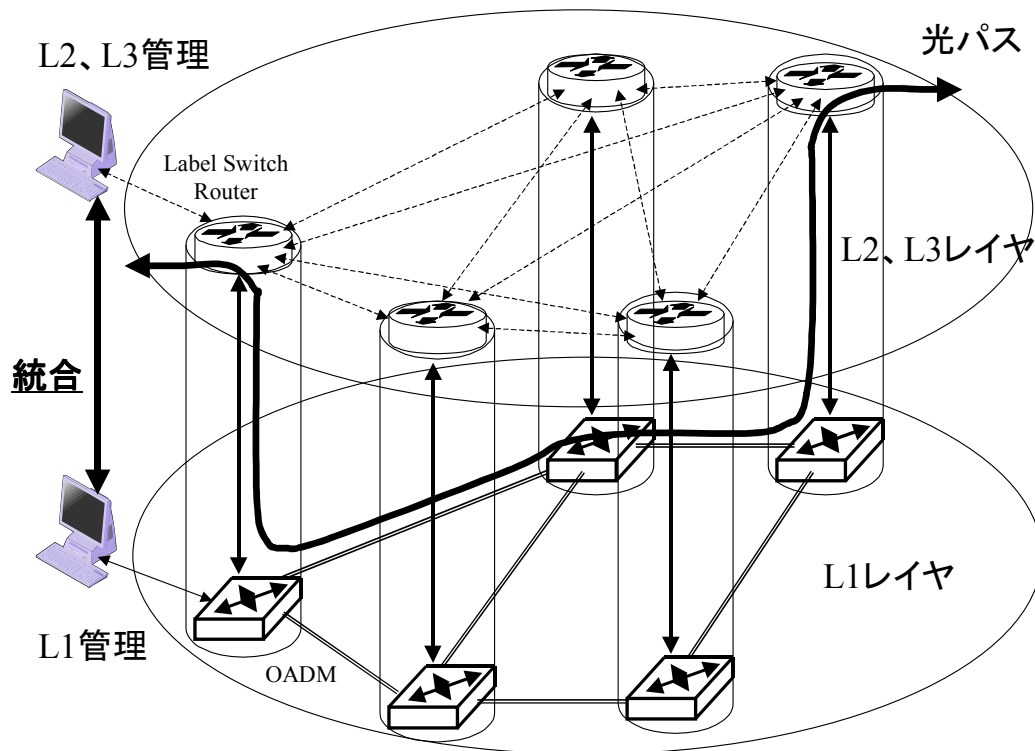 光パス
L2、L3管理
Label Switch
Router
L2、L3レイヤ
統合
L1レイヤ
L1管理
OADM